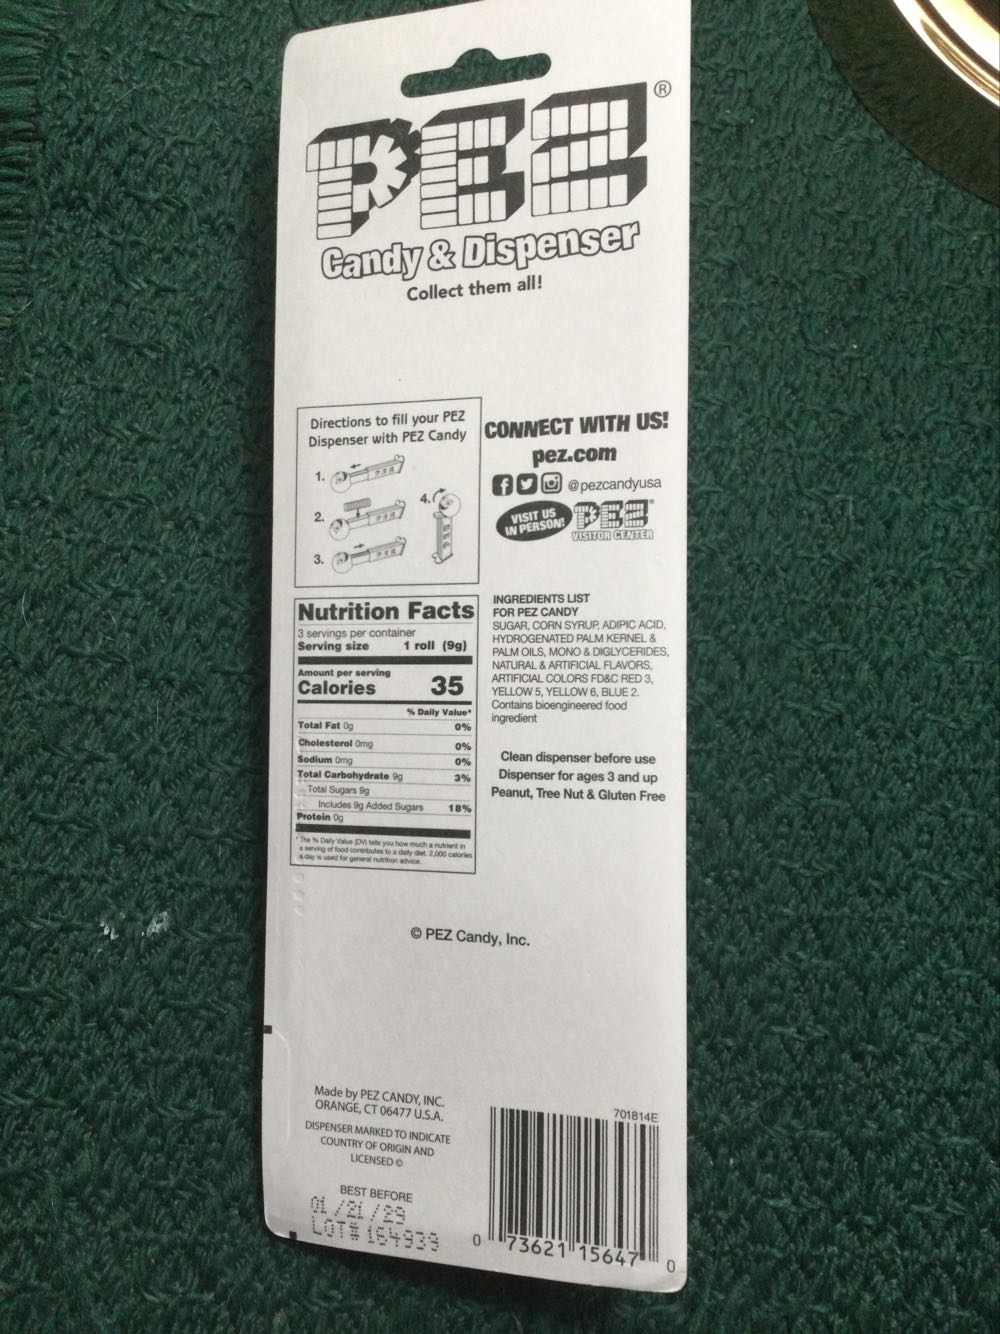 PEZ®
Candy & Dispenser
Collect them all!
Directions to fill your PEZ
Dispenser with PEZ Candy
1.
2.
3.
4.
PEZ
PEZ
PEZ
PEZ
CONNECT WITH US!
pez.com
@pezcandyusa
VISIT US
IN PERSON!
PEZ®
VISITOR CENTER
Nutrition Facts
3 servings per container
Serving size 1 roll (9g)
Amount per serving
Calories 35
% Daily Value*
Total Fat 0g 0%
Cholesterol 0mg 0%
Sodium 0mg 0%
Total Carbohydrate 9g 3%
Total Sugars 9g
Includes 9g Added Sugars 18%
Protein 0g
* The % Daily Value (DV) tells you how much a nutrient in
a serving of food contributes to a daily diet. 2,000 calories
a day is used for general nutrition advice.
INGREDIENTS LIST
FOR PEZ CANDY
SUGAR, CORN SYRUP, ADIPIC ACID,
HYDROGENATED PALM KERNEL &
PALM OILS, MONO & DIGLYCERIDES,
NATURAL & ARTIFICIAL FLAVORS,
ARTIFICIAL COLORS FD&C RED 3,
YELLOW 5, YELLOW 6, BLUE 2.
Contains bioengineered food
ingredient
Clean dispenser before use
Dispenser for ages 3 and up
Peanut, Tree Nut & Gluten Free
© PEZ Candy, Inc.
Made by PEZ CANDY, INC.
ORANGE, CT 06477 U.S.A.
DISPENSER MARKED TO INDICATE
COUNTRY OF ORIGIN AND
LICENSED ©
BEST BEFORE
01/21/29
LOT# 164939
701814E
0 73621 15647 0